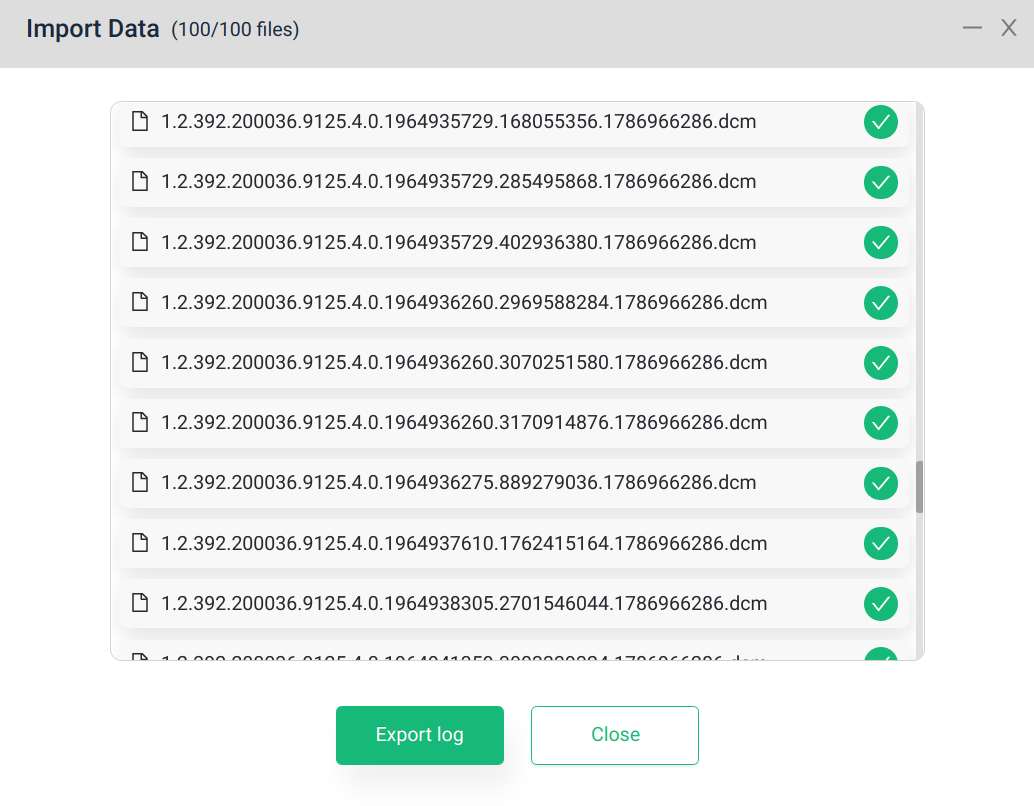 Import Data (100/100 files)
1.2.392.200036.9125.4.0.1964935729.168055356.1786966286.dcm
1.2.392.200036.9125.4.0.1964935729.285495868.1786966286.dcm
1.2.392.200036.9125.4.0.1964935729.402936380.1786966286.dcm
1.2.392.200036.9125.4.0.1964936260.2969588284.1786966286.dcm
1.2.392.200036.9125.4.0.1964936260.3070251580.1786966286.dcm
1.2.392.200036.9125.4.0.1964936260.3170914876.1786966286.dcm
1.2.392.200036.9125.4.0.1964936275.889279036.1786966286.dcm
1.2.392.200036.9125.4.0.1964937610.1762415164.1786966286.dcm
1.2.392.200036.9125.4.0.1964938305.2701546044.1786966286.dcm
Export log
Close